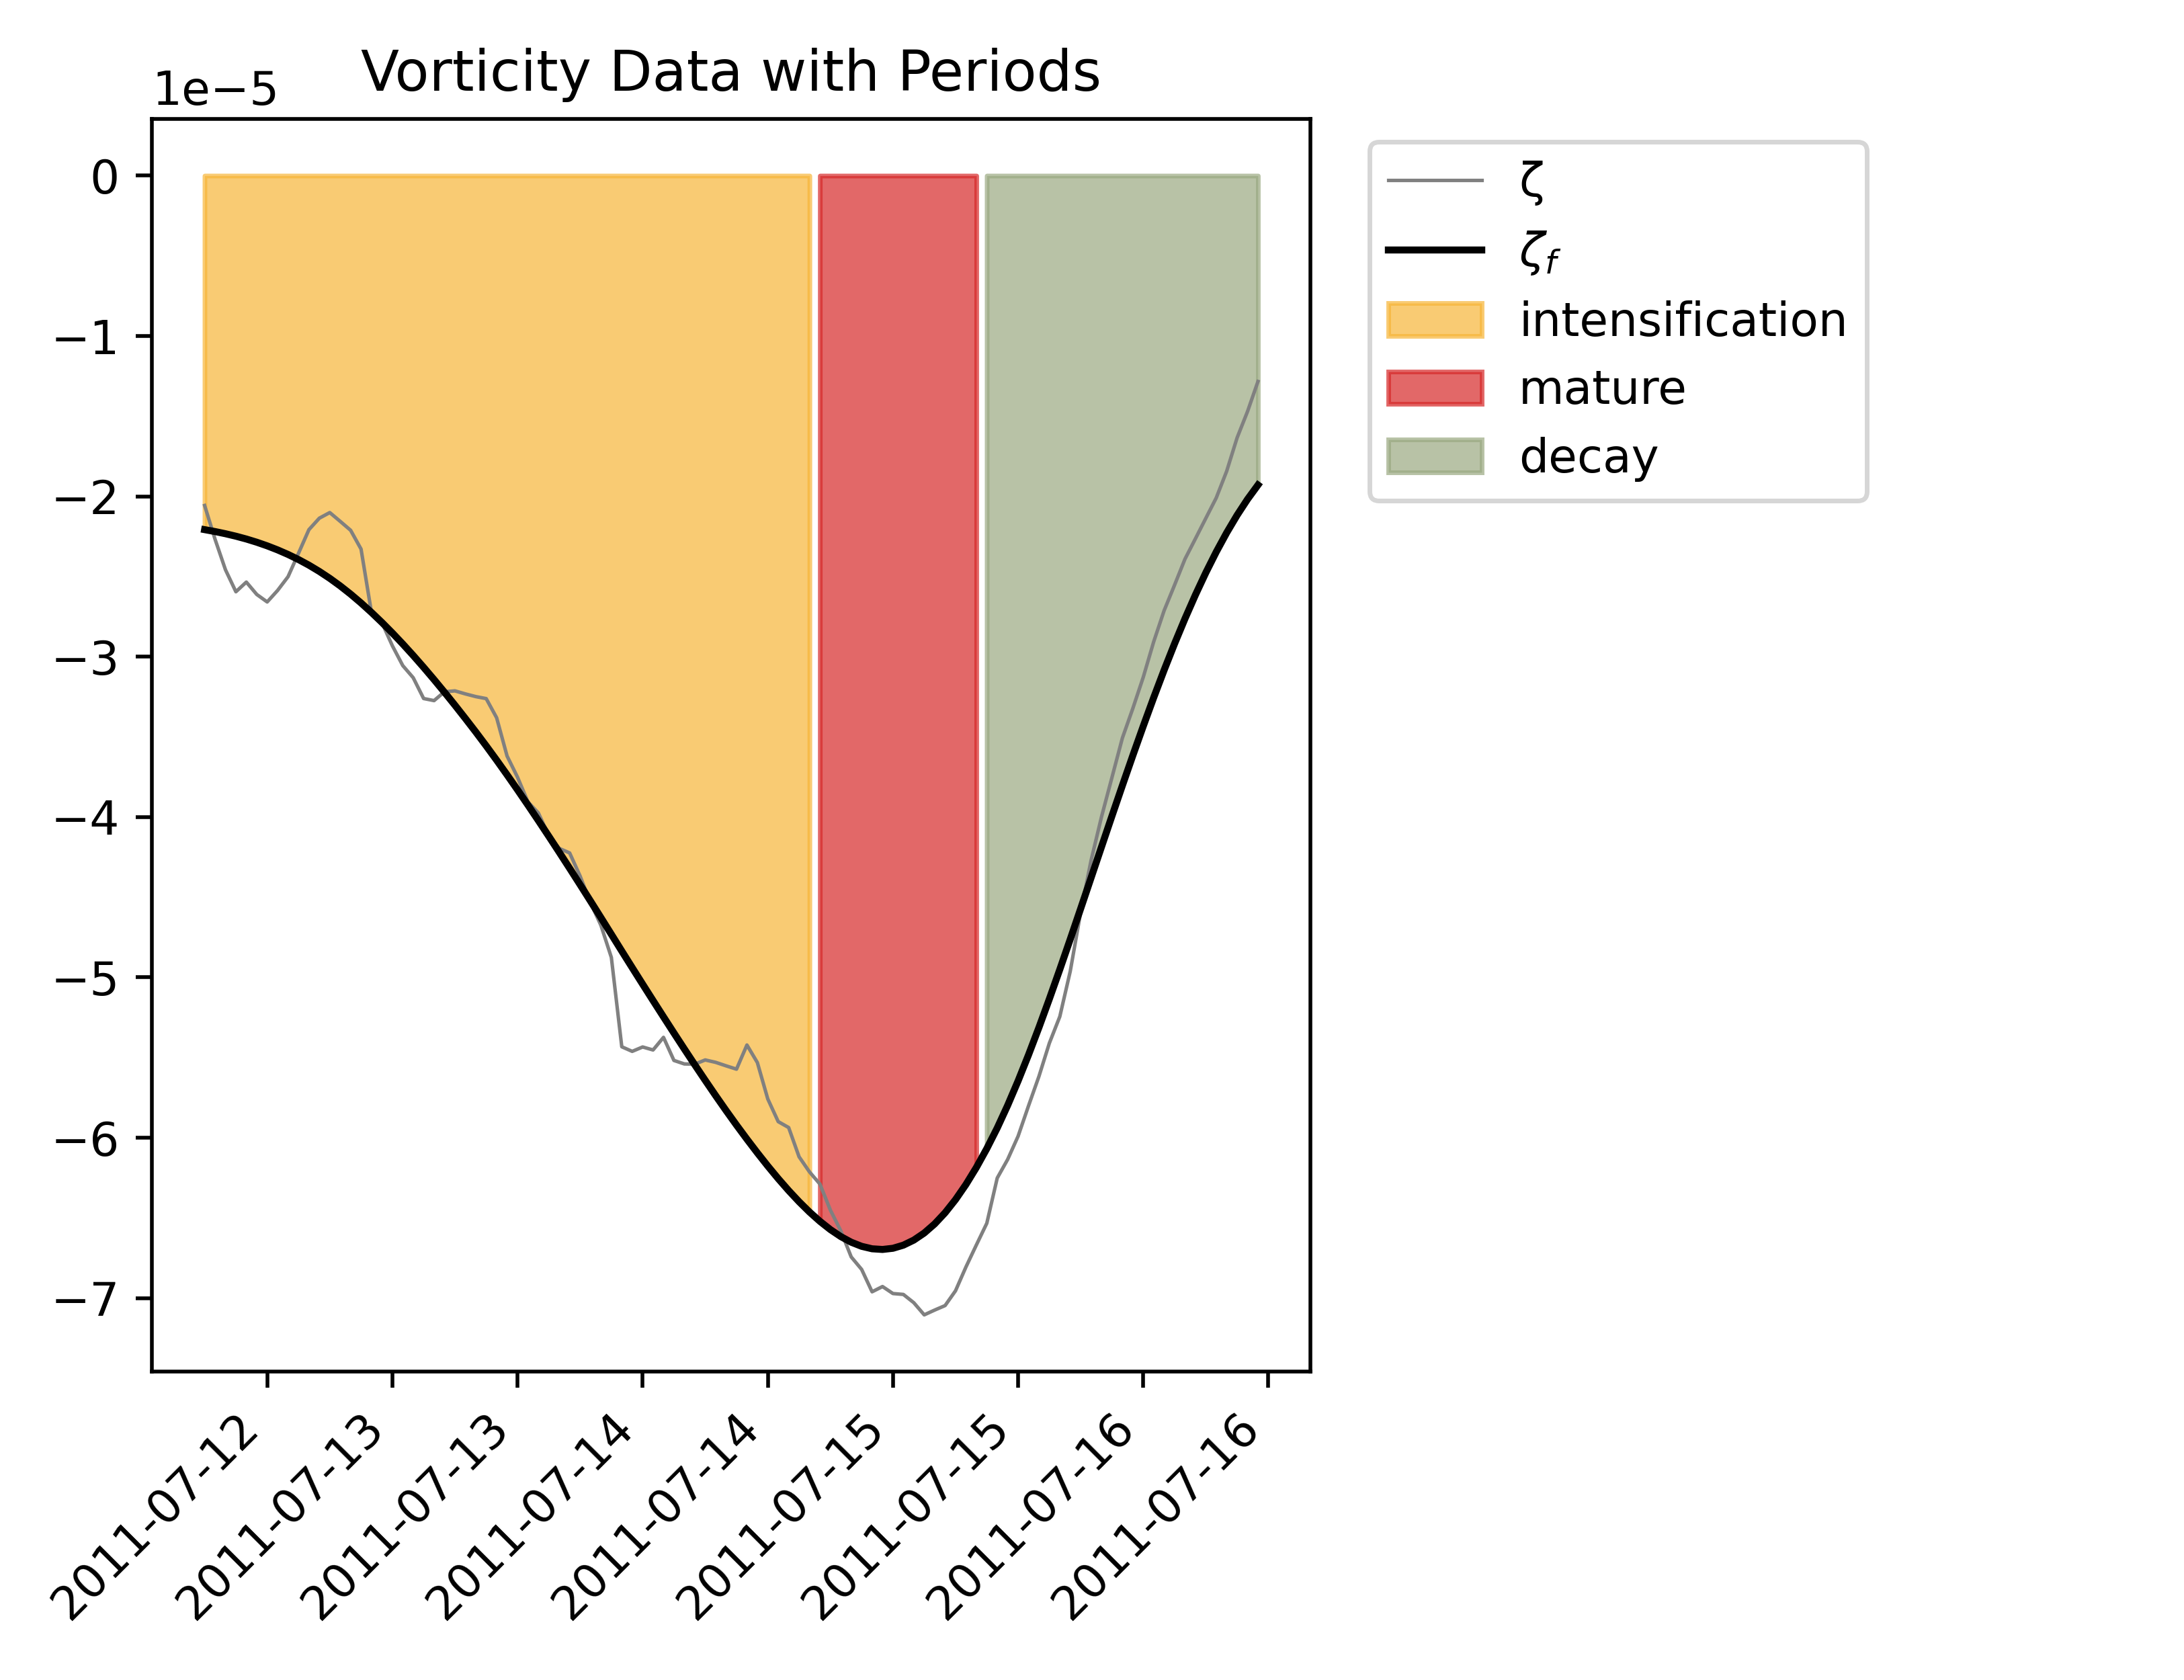 Vorticity Data with Periods
1e−5
0
−1
−2
−3
−4
−5
−6
−7
2011-07-12
2011-07-13
2011-07-13
2011-07-14
2011-07-14
2011-07-15
2011-07-15
2011-07-16
2011-07-16
ζ
ζf
intensification
mature
decay